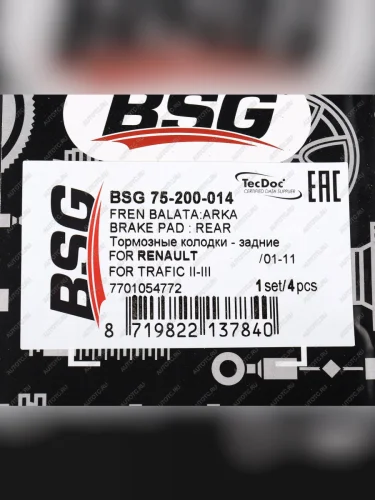 BSG
BSG
BSG 75-200-014
TecDoc
CERTIFIED DATA SUPPLIER
EAC
FREN BALATA:ARKA
BRAKE PAD : REAR
Тормозные колодки - задние
FOR RENAULT /01-11
FOR TRAFIC II-III
7701054772 1 set/ 4 pcs
8 719822 137840